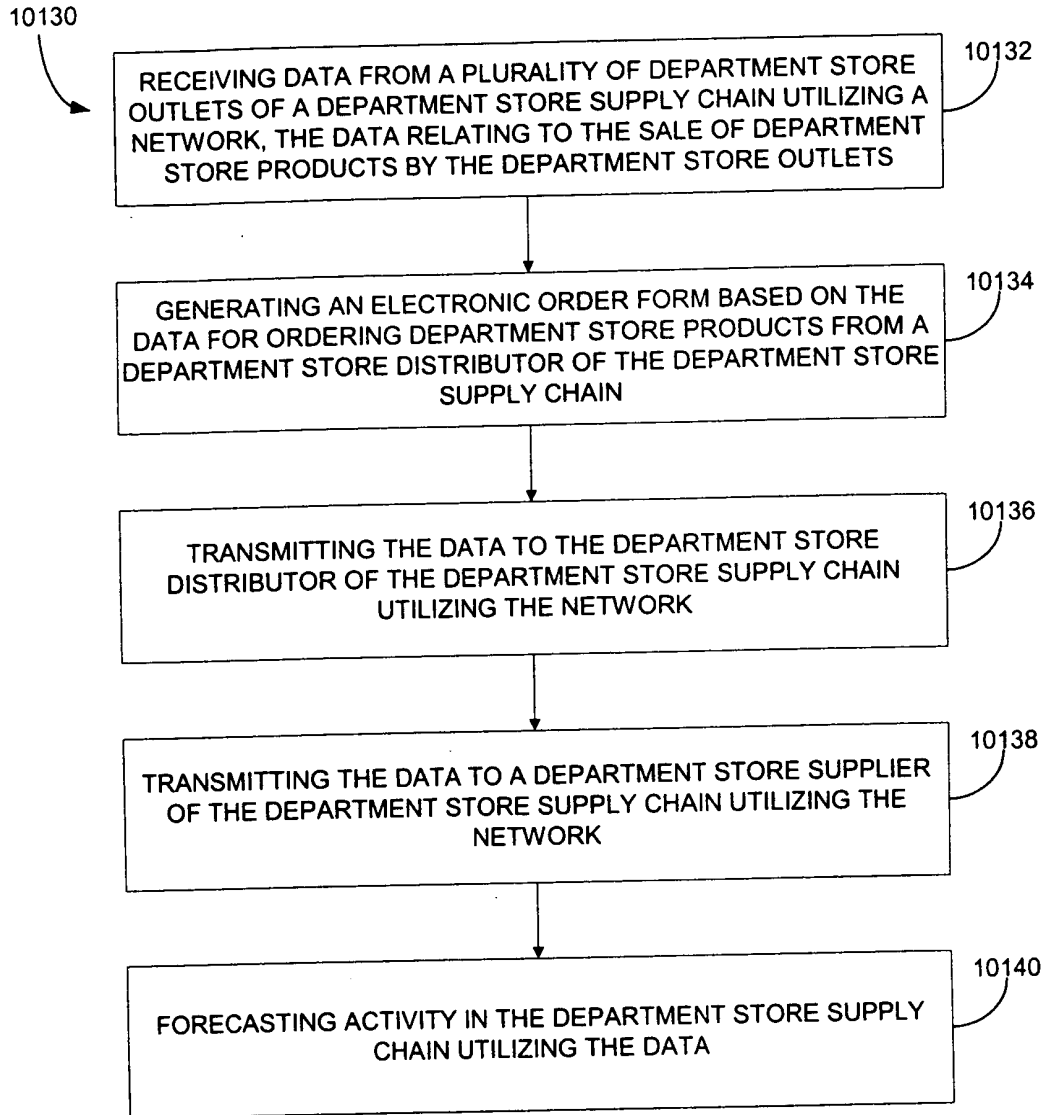 10130
10132
RECEIVING DATA FROM A PLURALITY OF DEPARTMENT STORE
OUTLETS OF A DEPARTMENT STORE SUPPLY CHAIN UTILIZING A
NETWORK, THE DATA RELATING TO THE SALE OF DEPARTMENT
STORE PRODUCTS BY THE DEPARTMENT STORE OUTLETS
10134
GENERATING AN ELECTRONIC ORDER FORM BASED ON THE
DATA FOR ORDERING DEPARTMENT STORE PRODUCTS FROM A
DEPARTMENT STORE DISTRIBUTOR OF THE DEPARTMENT STORE
SUPPLY CHAIN
10136
TRANSMITTING THE DATA TO THE DEPARTMENT STORE
DISTRIBUTOR OF THE DEPARTMENT STORE SUPPLY CHAIN
UTILIZING THE NETWORK
10138
TRANSMITTING THE DATA TO A DEPARTMENT STORE SUPPLIER
OF THE DEPARTMENT STORE SUPPLY CHAIN UTILIZING THE
NETWORK
10140
FORECASTING ACTIVITY IN THE DEPARTMENT STORE SUPPLY
CHAIN UTILIZING THE DATA